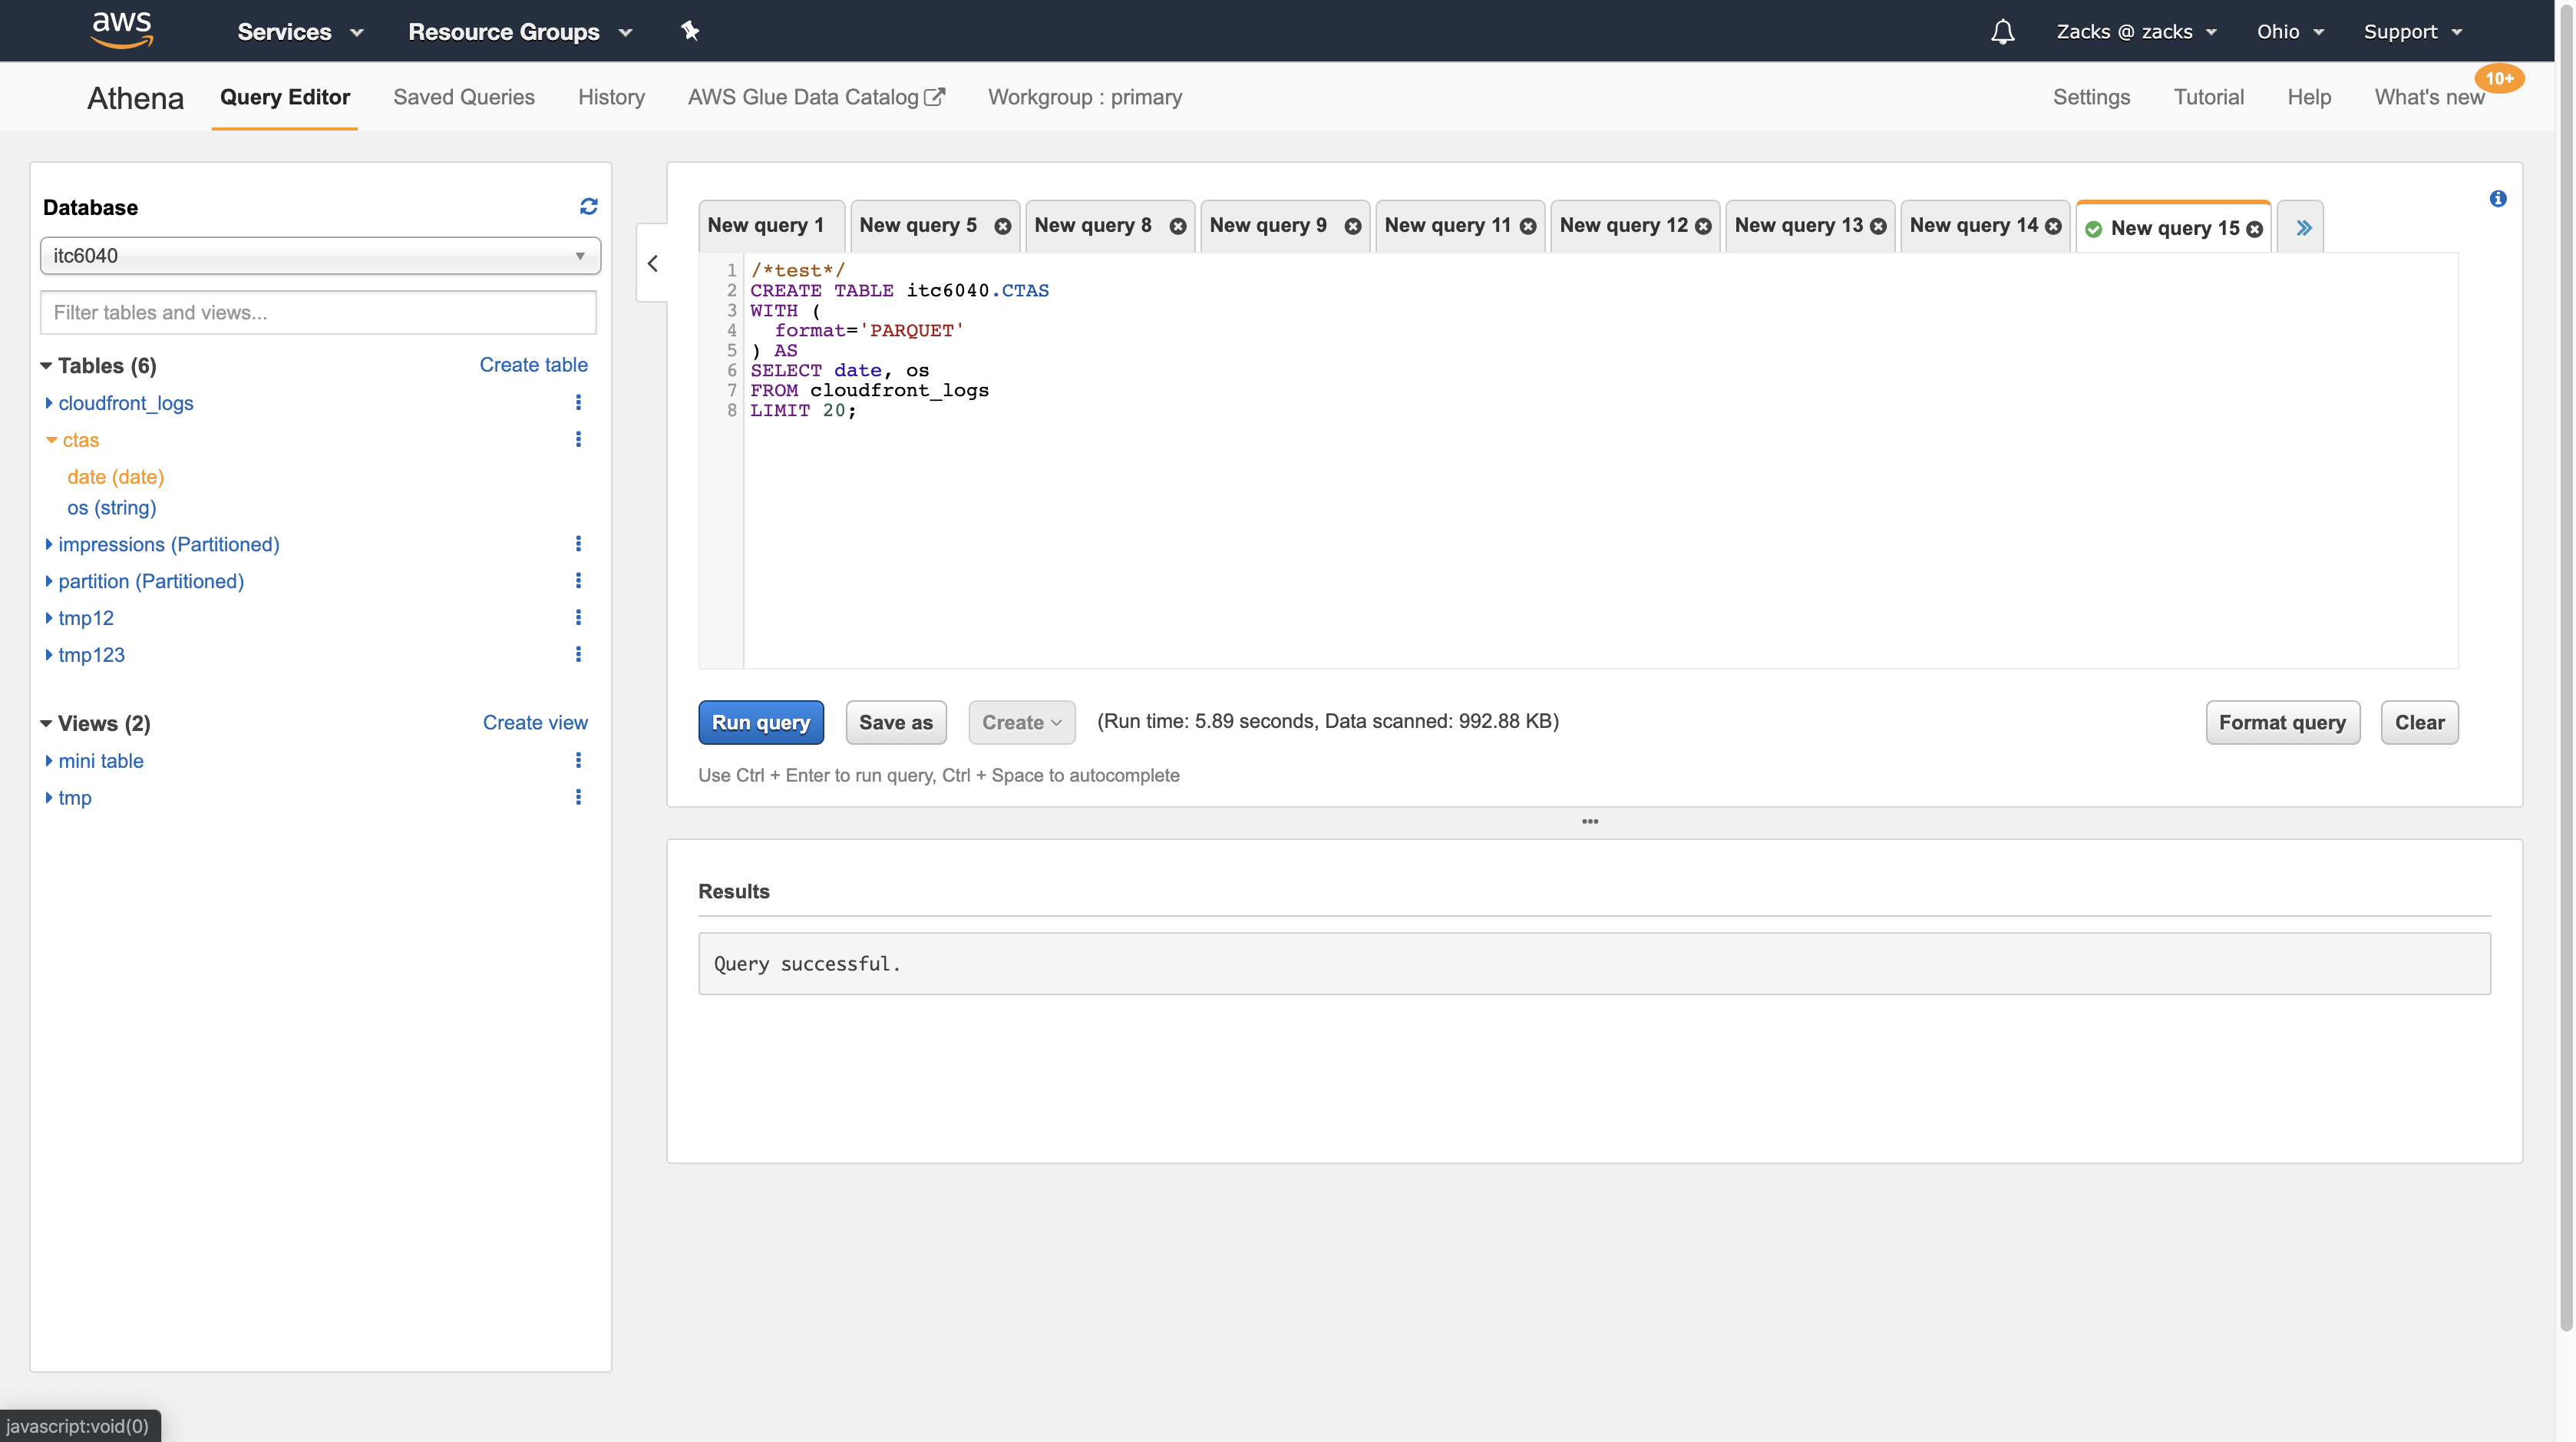 aws Services Resource Groups Zacks @ zacks Ohio Support
Athena Query Editor Saved Queries History AWS Glue Data Catalog Workgroup : primary Settings Tutorial Help What's new 10+
Database
itc6040
Filter tables and views...
Tables (6) Create table
cloudfront_logs
ctas
date (date)
os (string)
impressions (Partitioned)
partition (Partitioned)
tmp12
tmp123
Views (2) Create view
mini table
tmp
New query 1 New query 5 New query 8 New query 9 New query 11 New query 12 New query 13 New query 14 New query 15
1 /*test*/
2 CREATE TABLE itc6040.CTAS
3 WITH (
4 format='PARQUET'
5 ) AS
6 SELECT date, os
7 FROM cloudfront_logs
8 LIMIT 20;
Run query Save as Create (Run time: 5.89 seconds, Data scanned: 992.88 KB) Format query Clear
Use Ctrl + Enter to run query, Ctrl + Space to autocomplete
Results
Query successful.
javascript:void(0)